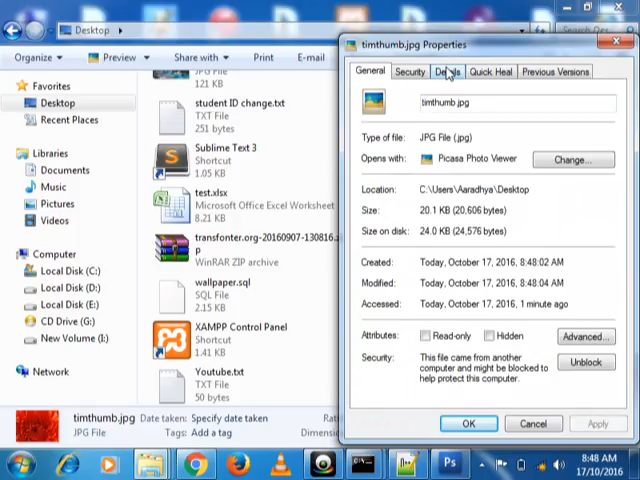 Desktop
Search Des...
Organize
Preview
Share with
Print
E-mail
Favorites
Desktop
Recent Places
Libraries
Documents
Music
Pictures
Videos
Computer
Local Disk (C:)
Local Disk (D:)
Local Disk (E:)
CD Drive (G:)
New Volume (I:)
Network
JPG File
121 KB
student ID change.txt
TXT File
251 bytes
Sublime Text 3
Shortcut
1.05 KB
test.xlsx
Microsoft Office Excel Worksheet
8.21 KB
transfonter.org-20160907-130816.z
p
WinRAR ZIP archive
wallpaper.sql
SQL File
2.15 KB
XAMPP Control Panel
Shortcut
1.41 KB
Youtube.txt
TXT File
50 bytes
timthumb.jpg Date taken: Specify date taken
JPG File Tags: Add a tag
timthumb.jpg Properties
General Security Details Quick Heal Previous Versions
timthumb.jpg
Type of file: JPG File (.jpg)
Opens with: Picasa Photo Viewer Change...
Location: C:\Users\Aaradhya\Desktop
Size: 20.1 KB (20,606 bytes)
Size on disk: 24.0 KB (24,576 bytes)
Created: Today, October 17, 2016, 8:48:02 AM
Modified: Today, October 17, 2016, 8:48:04 AM
Accessed: Today, October 17, 2016, 1 minute ago
Attributes: Read-only Hidden Advanced...
Security: This file came from another
computer and might be blocked to
help protect this computer.
Unblock
OK Cancel Apply
Ps
8:48 AM
17/10/2016